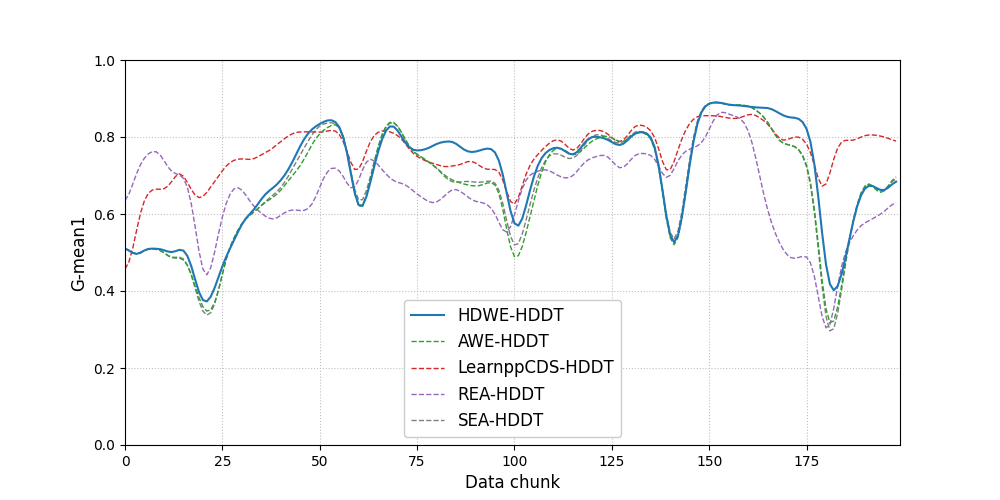 1.0
0.8
0.6
0.4
0.2
0.0
G-mean1
0 25 50 75 100 125 150 175
Data chunk
HDWE-HDDT
AWE-HDDT
LearnppCDS-HDDT
REA-HDDT
SEA-HDDT